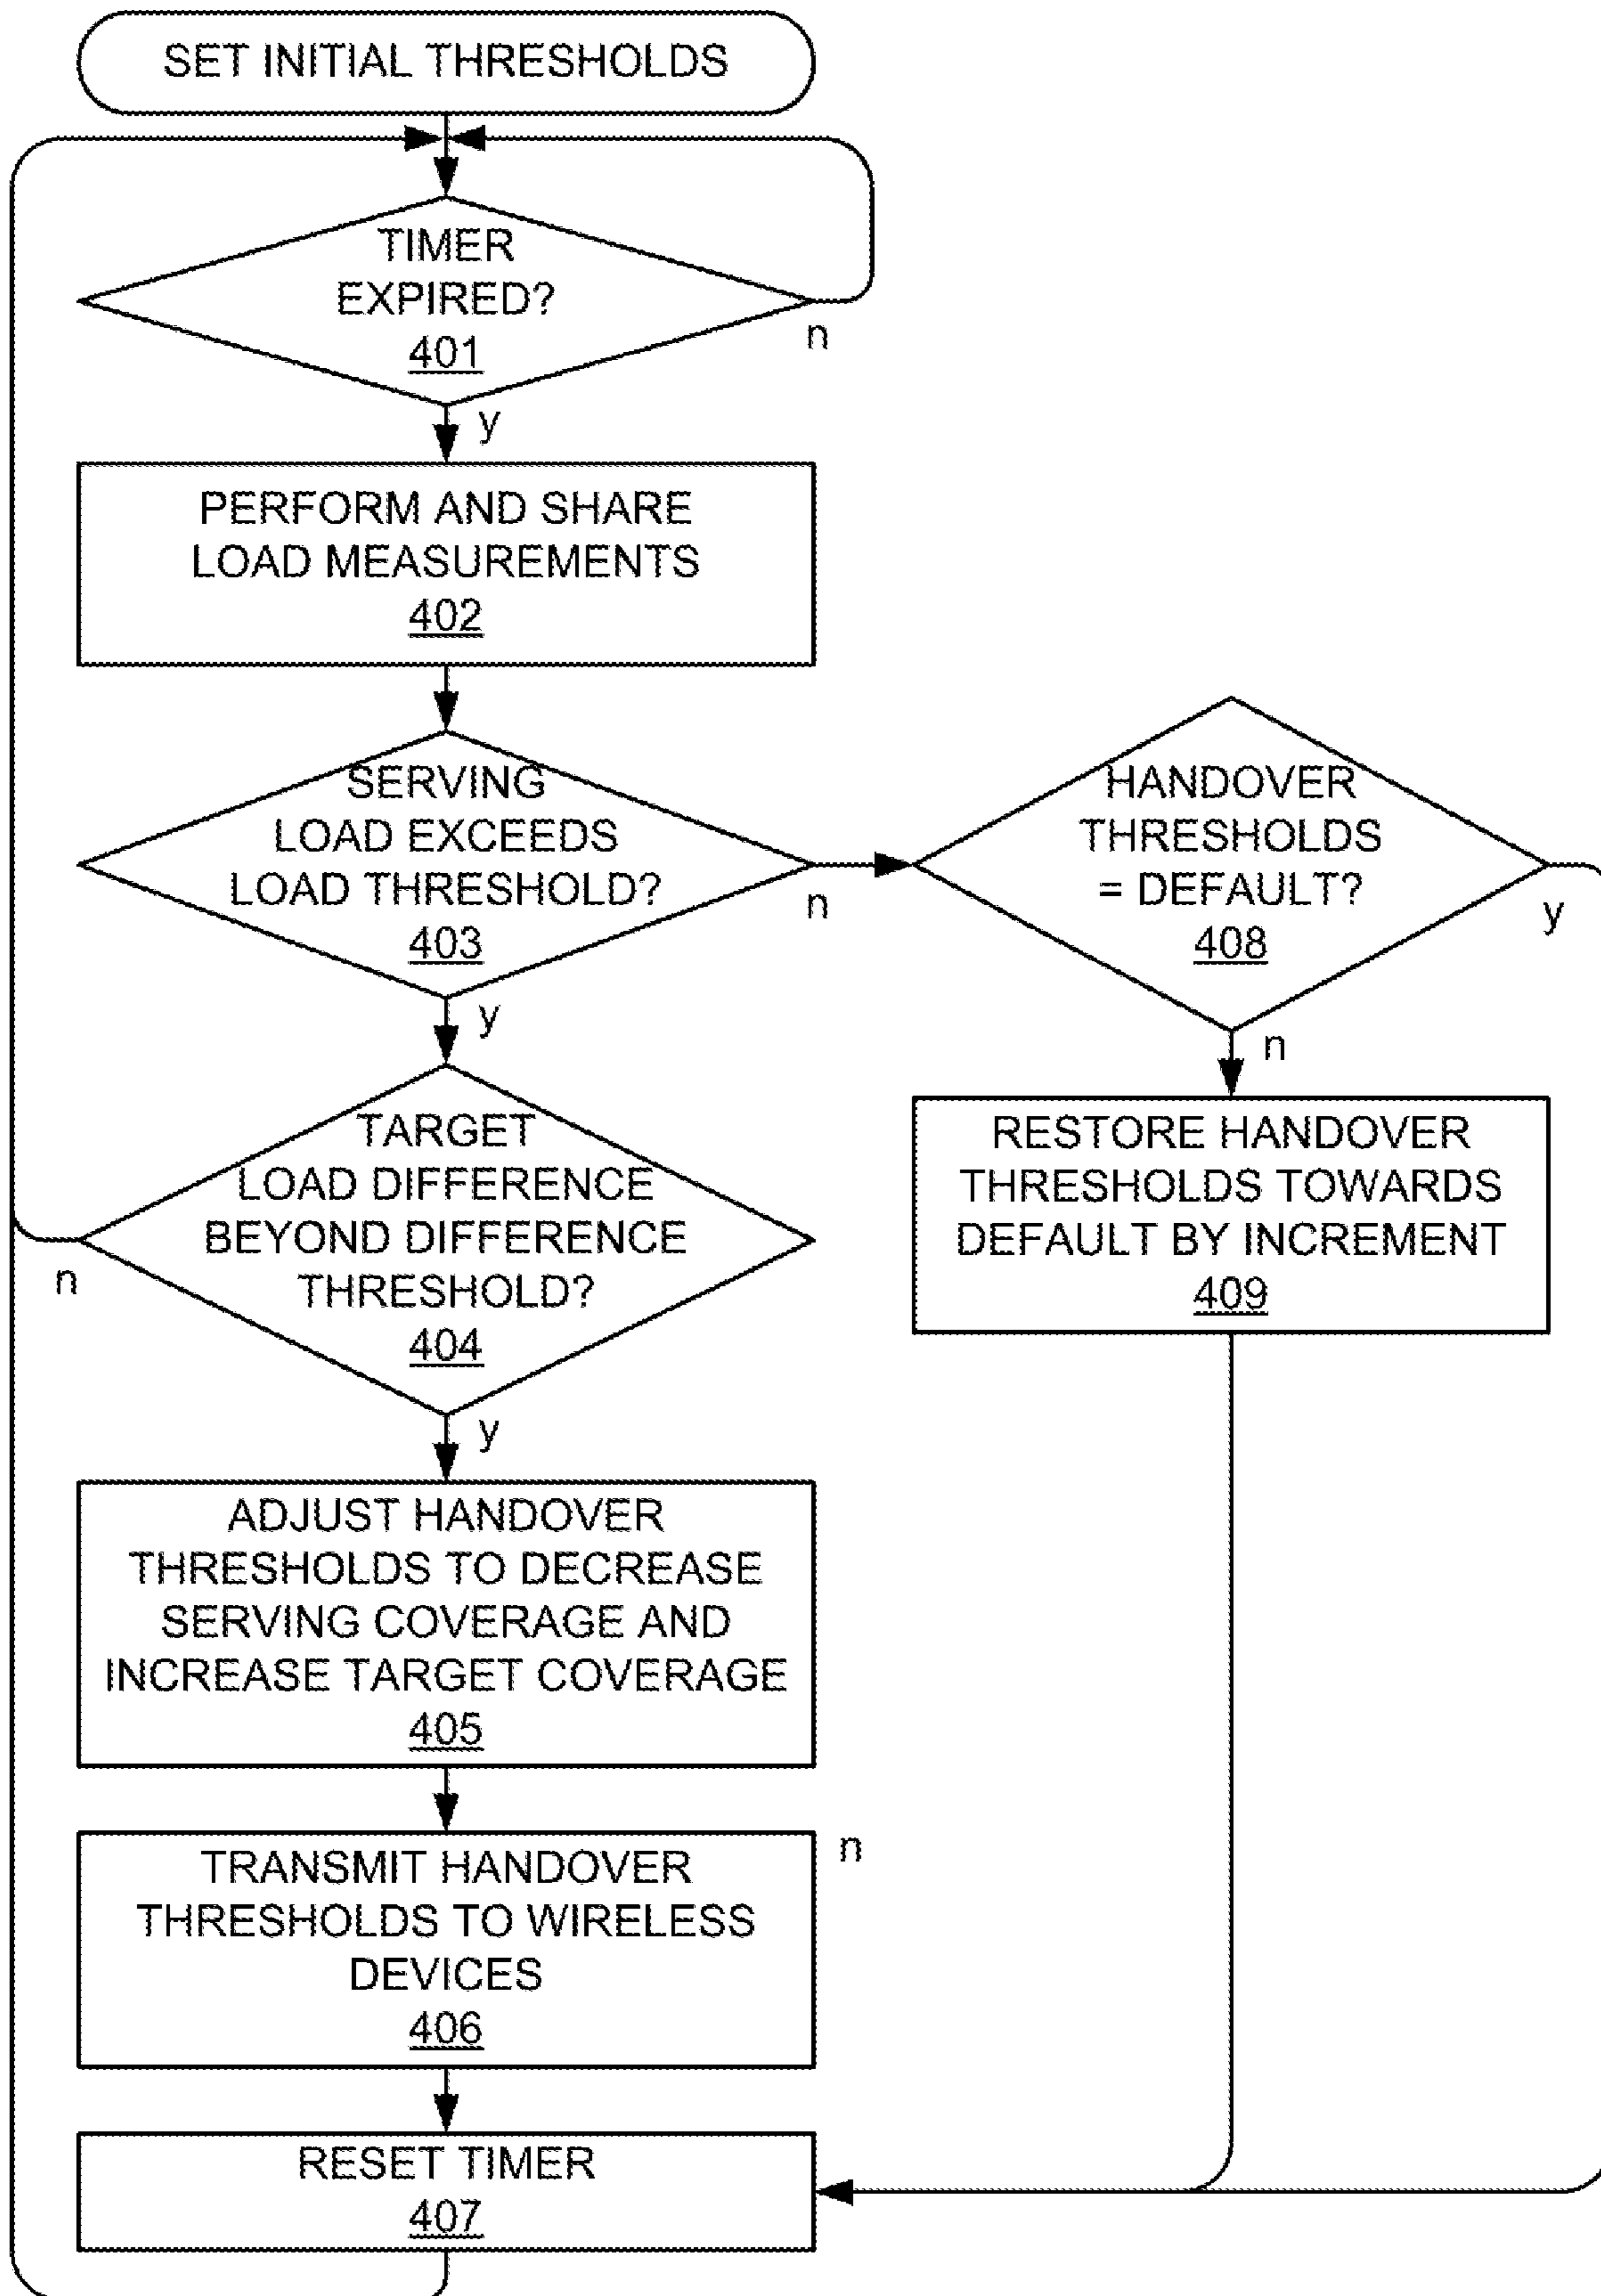 SET INITIAL THRESHOLDS
TIMER
EXPIRED?
401
n
y
PERFORM AND SHARE
LOAD MEASUREMENTS
402
SERVING
LOAD EXCEEDS
LOAD THRESHOLD?
403
n
y
HANDOVER
THRESHOLDS
= DEFAULT?
408
y
n
TARGET
LOAD DIFFERENCE
BEYOND DIFFERENCE
THRESHOLD?
404
n
y
RESTORE HANDOVER
THRESHOLDS TOWARDS
DEFAULT BY INCREMENT
409
ADJUST HANDOVER
THRESHOLDS TO DECREASE
SERVING COVERAGE AND
INCREASE TARGET COVERAGE
405
n
TRANSMIT HANDOVER
THRESHOLDS TO WIRELESS
DEVICES
406
RESET TIMER
407